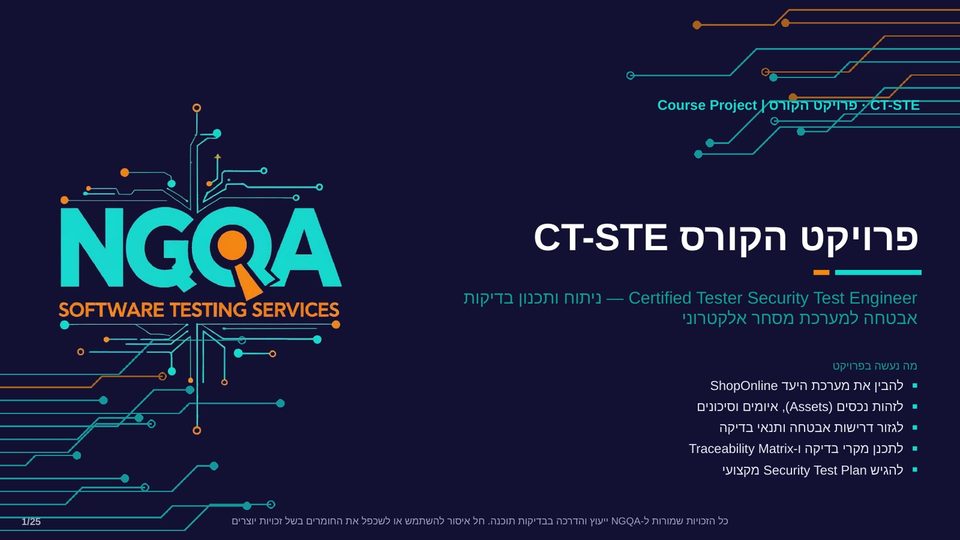 CT-STE · פרויקט הקורס | Course Project
NGQA
SOFTWARE TESTING SERVICES
פרויקט הקורס CT-STE
Certified Tester Security Test Engineer — ניתוח ותכנון בדיקות
אבטחה למערכת מסחר אלקטרוני
מה נעשה בפרויקט
▪ להבין את מערכת היעד ShopOnline
▪ לזהות נכסים (Assets), איומים וסיכונים
▪ לגזור דרישות אבטחה ותנאי בדיקה
▪ לתכנן מקרי בדיקה ו-Traceability Matrix
▪ להגיש Security Test Plan מקצועי
כל הזכויות שמורות ל-NGQA ייעוץ והדרכה בבדיקות תוכנה. חל איסור להשתמש או לשכפל את החומרים בשל זכויות יוצרים
1/25